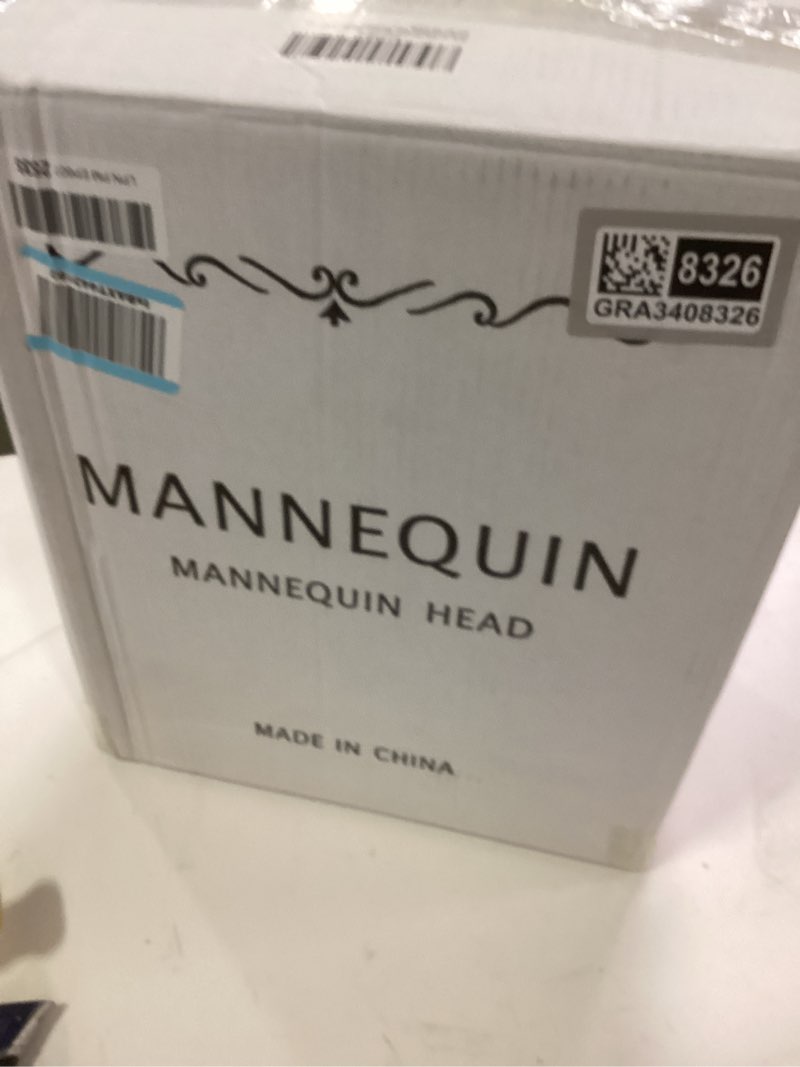 8326
GRA3408326
MANNEQUIN
MANNEQUIN HEAD
MADE IN CHINA